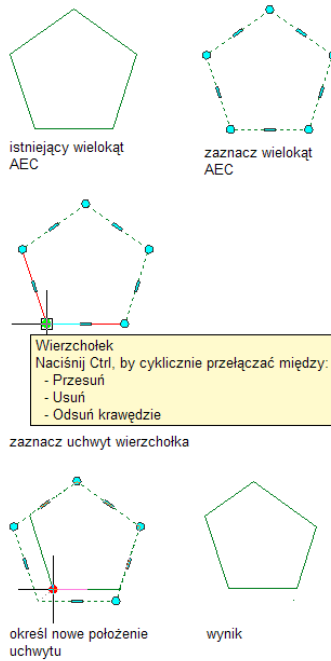 istniejący wielokąt
AEC
zaznacz wielokąt
AEC
Wierzchołek
Naciśnij Ctrl, by cyklicznie przełączać między:
- Przesuń
- Usuń
- Odsuń krawędzie
zaznacz uchwyt wierzchołka
określ nowe położenie
uchwytu
wynik